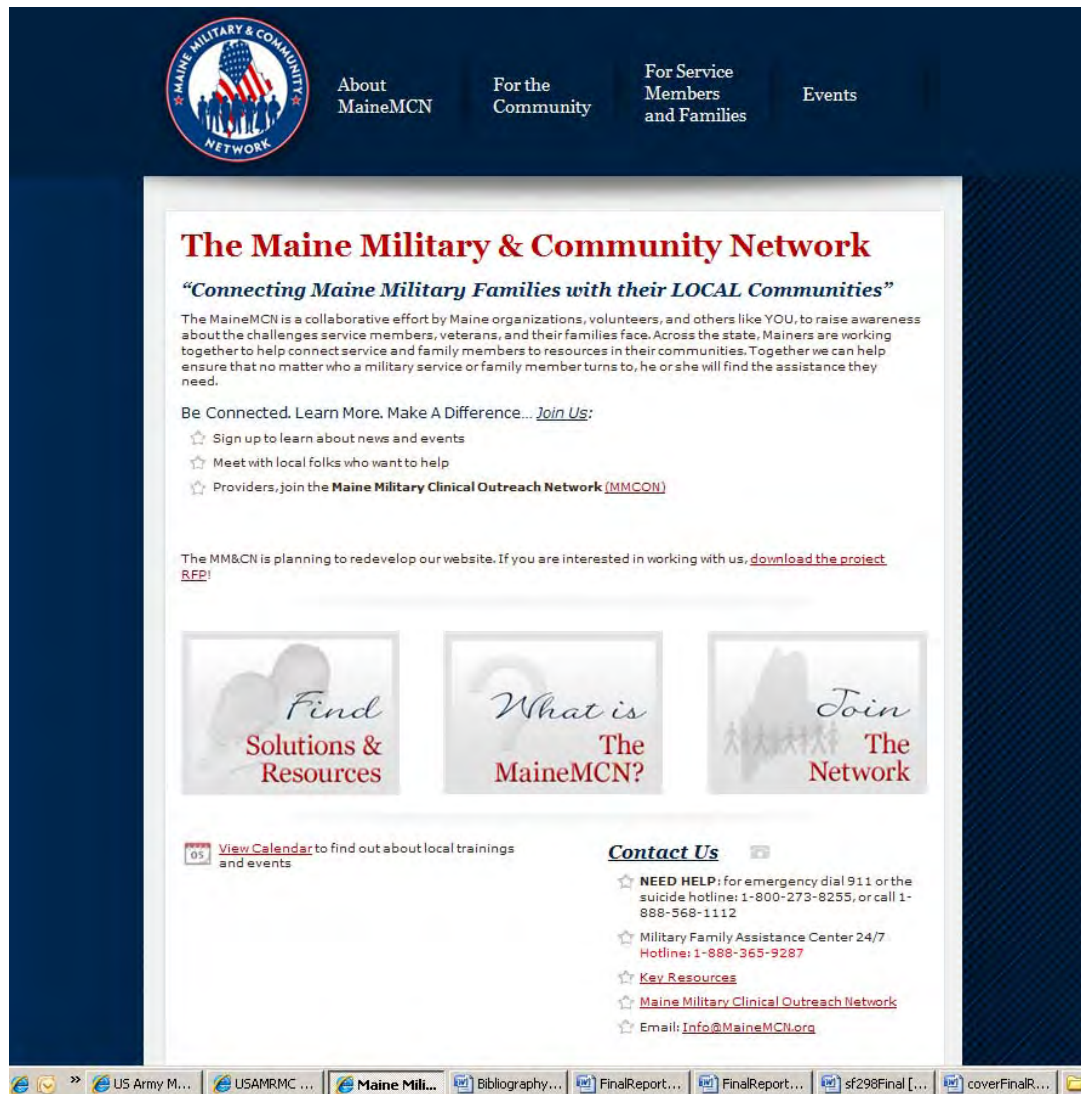 MAINE MILITARY & COMMUNITY
NETWORK
About
MaineMCN
For the
Community
For Service
Members
and Families
Events
The Maine Military & Community Network
“Connecting Maine Military Families with their LOCAL Communities”
The MaineMCN is a collaborative effort by Maine organizations, volunteers, and others like YOU, to raise awareness
about the challenges service members, veterans, and their families face. Across the state, Mainers are working
together to help connect service and family members to resources in their communities. Together we can help
ensure that no matter who a military service or family member turns to, he or she will find the assistance they
need.
Be Connected. Learn More. Make A Difference... Join Us:
Sign up to learn about news and events
Meet with local folks who want to help
Providers, join the Maine Military Clinical Outreach Network (MMCON)
The MM&CN is planning to redevelop our website. If you are interested in working with us, download the project
RFP!
Find
Solutions &
Resources
What is
The
MaineMCN?
Join
The
Network
05
View Calendar to find out about local trainings
and events
Contact Us
NEED HELP: for emergency dial 911 or the
suicide hotline: 1-800-273-8255, or call 1-
888-568-1112
Military Family Assistance Center 24/7
Hotline: 1-888-365-9287
Key Resources
Maine Military Clinical Outreach Network
Email: Info@MaineMCN.org
» US Army M... USAMRMC ... Maine Mili... Bibliography... FinalReport... FinalReport... sf298Final [... coverFinalR...